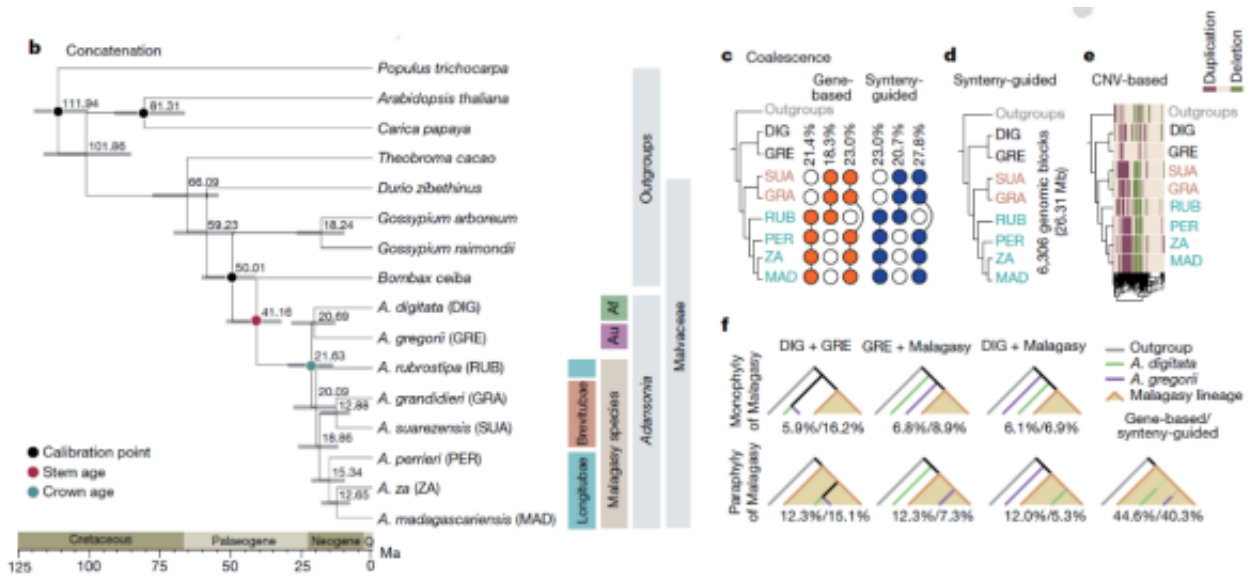 b Concatenation
Populus trichocarpa
Arabidopsis thaliana
Carica papaya
Theobroma cacao
Durio zibethinus
Gossypium arboreum
Gossypium raimondii
Bombax ceiba
A. digitata (DIG)
A. gregorii (GRE)
A. rubrostipa (RUB)
A. grandidieri (GRA)
A. suarezensis (SUA)
A. perrieri (PER)
A. za (ZA)
A. madagascariensis (MAD)
111.94
81.31
101.86
66.09
59.23
18.24
50.01
41.16
20.69
21.63
20.09
12.88
18.86
15.34
12.65
Calibration point
Stem age
Crown age
Cretaceous Palaeogene Neogene Q
Ma
125 100 75 50 25 0
Outgroups
Af
Au
Brevitubae
Longitubae
Malagasy species
Adansonia
Malvaceae
c Coalescence
Gene-based
Synteny-guided
21.4% 18.3% 23.0% 23.0% 20.7% 27.8%
Outgroups
DIG
GRE
SUA
GRA
RUB
PER
ZA
MAD
d
Synteny-guided
Outgroups
DIG
GRE
SUA
GRA
RUB
PER
ZA
MAD
6,306 genomic blocks
(26.31 Mb)
e
CNV-based
Duplication
Deletion
Outgroups
DIG
GRE
SUA
GRA
RUB
PER
ZA
MAD
f
DIG + GRE GRE + Malagasy DIG + Malagasy
Monophyly of Malagasy
5.9%/16.2% 6.8%/8.9% 6.1%/6.9%
Outgroup
A. digitata
A. gregorii
Malagasy lineage
Gene-based/
synteny-guided
Paraphyly of Malagasy
12.3%/15.1% 12.3%/7.3% 12.0%/5.3% 44.6%/40.3%